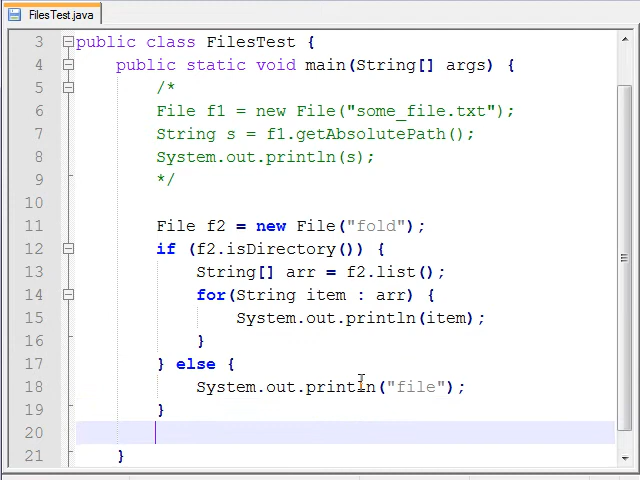 FilesTest.java
3 public class FilesTest {
4 public static void main(String[] args) {
5 /*
6 File f1 = new File("some_file.txt");
7 String s = f1.getAbsolutePath();
8 System.out.println(s);
9 */
10
11 File f2 = new File("fold");
12 if (f2.isDirectory()) {
13 String[] arr = f2.list();
14 for(String item : arr) {
15 System.out.println(item);
16 }
17 } else {
18 System.out.println("file");
19 }
20
21 }